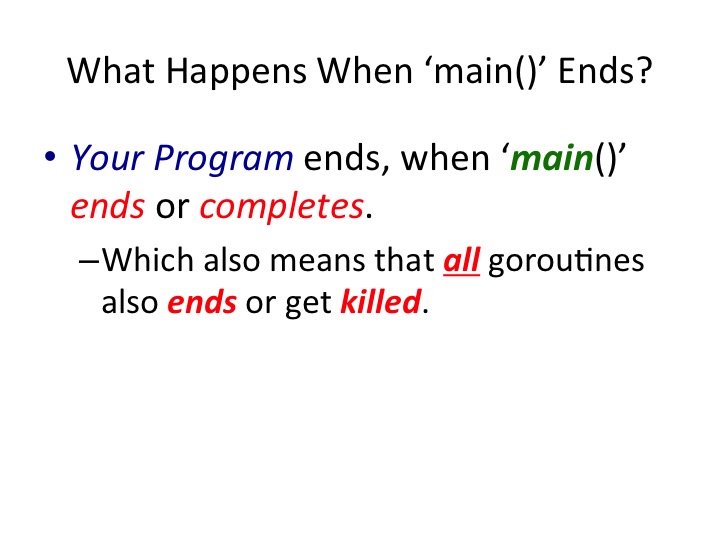 What Happens When ‘main()’ Ends?
• Your Program ends, when ‘main()’
ends or completes.
–Which also means that all goroutines
also ends or get killed.